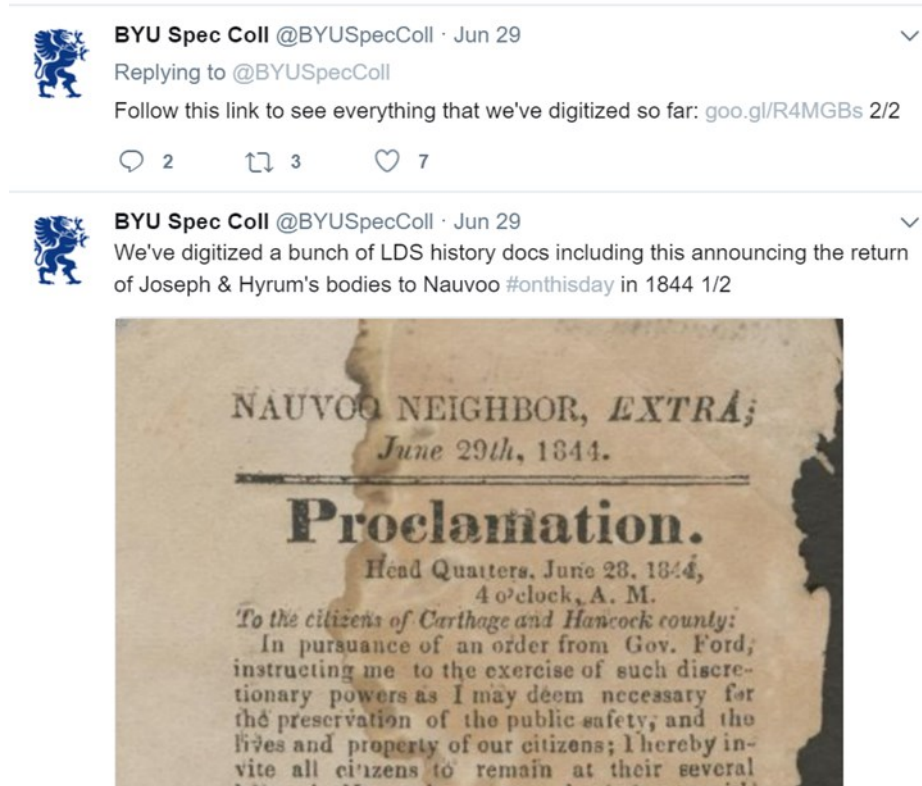 BYU Spec Coll @BYUSpecColl · Jun 29
Replying to @BYUSpecColl
Follow this link to see everything that we've digitized so far: goo.gl/R4MGBs 2/2
2 3 7
BYU Spec Coll @BYUSpecColl · Jun 29
We've digitized a bunch of LDS history docs including this announcing the return
of Joseph & Hyrum's bodies to Nauvoo #onthisday in 1844 1/2
NAUVOO NEIGHBOR, EXTRA;
June 29th, 1844.
Proclamation.
Head Quarters, June 28, 1844,
4 o'clock, A. M.
To the citizens of Carthage and Hancock county:
In pursuance of an order from Gov. Ford,
instructing me to the exercise of such discre-
tionary powers as I may deem necessary for
the preservation of the public safety, and the
lives and property of our citizens; I hereby in-
vite all citizens to remain at their several